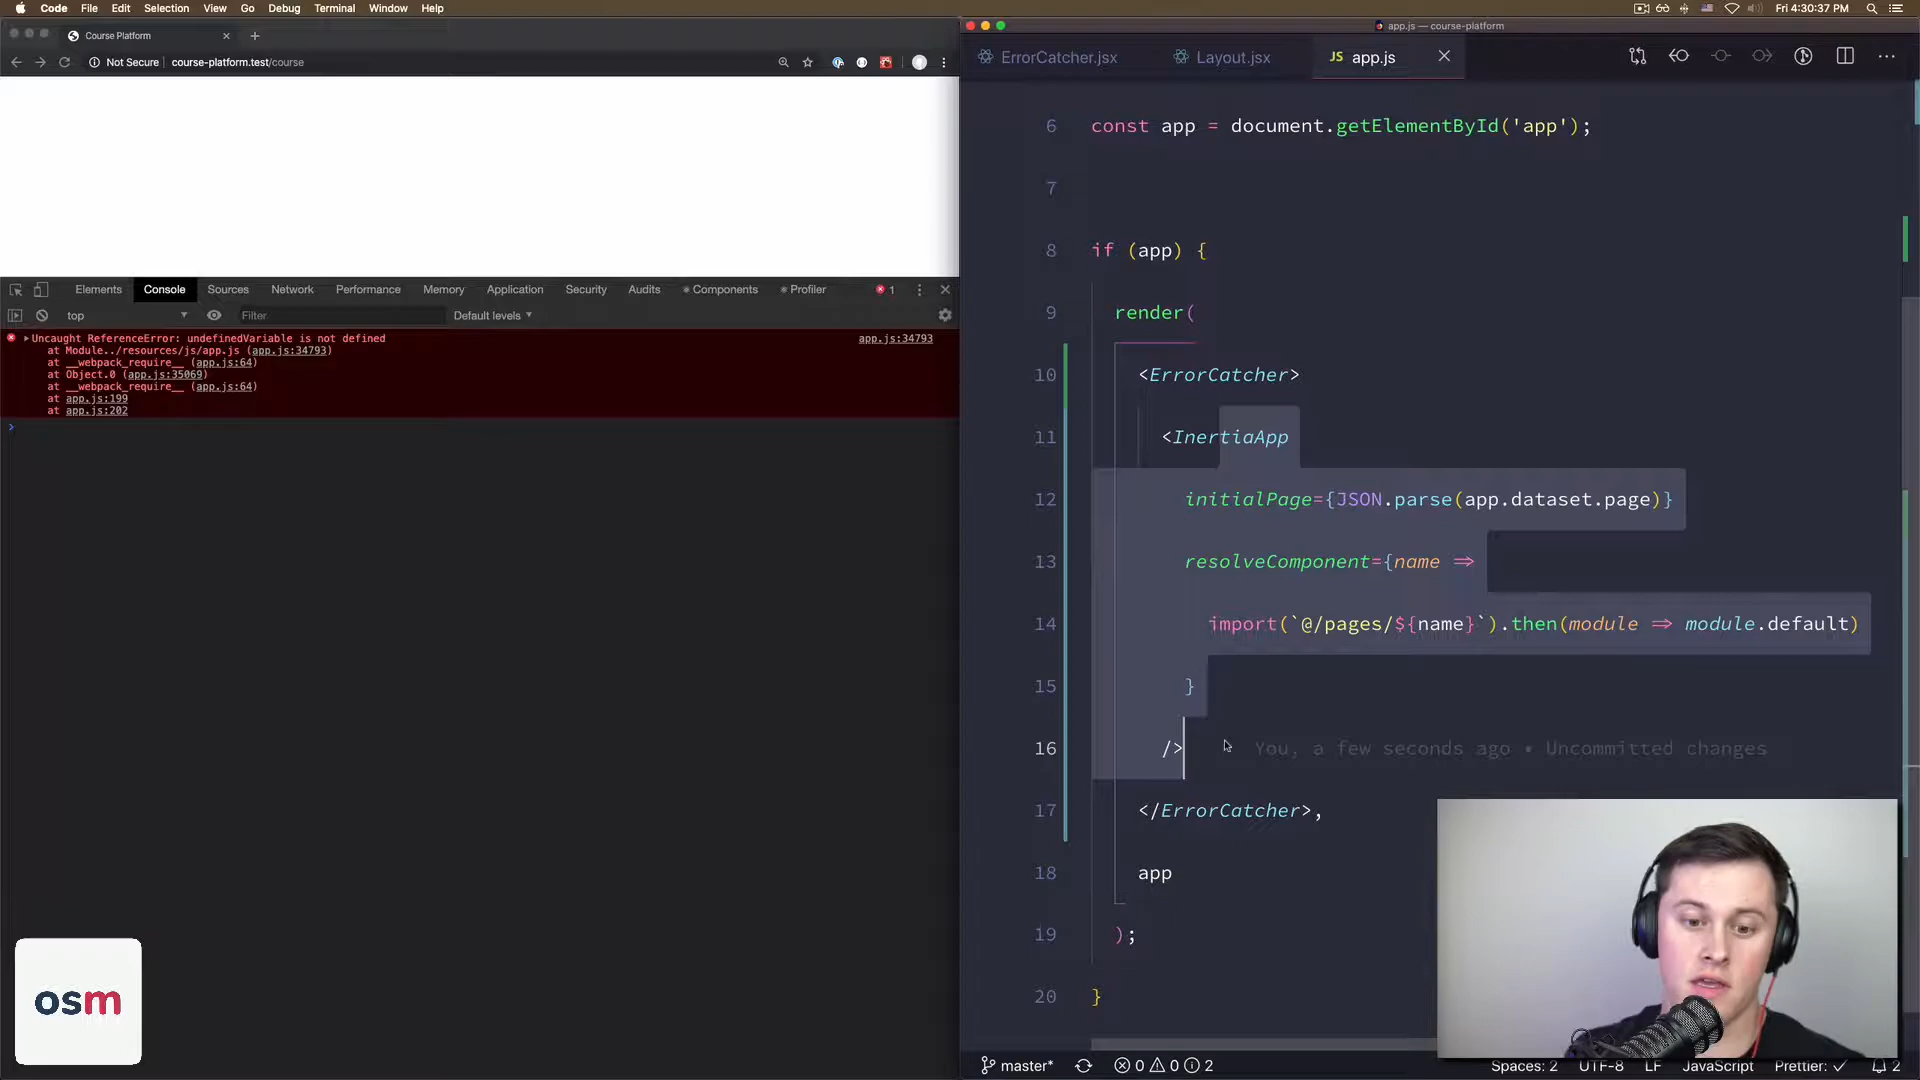 Code File Edit Selection View Go Debug Terminal Window Help
Fri 4:30:37 PM
Course Platform
Not Secure course-platform.test/course
Elements Console Sources Network Performance Memory Application Security Audits Components Profiler 1
top Filter Default levels
Uncaught ReferenceError: undefinedVariable is not defined app.js:34793
at Module../resources/js/app.js (app.js:34793)
at __webpack_require__ (app.js:64)
at Object.0 (app.js:35069)
at __webpack_require__ (app.js:64)
at app.js:199
at app.js:202
osm
app.js — course-platform
ErrorCatcher.jsx Layout.jsx JS app.js
6 const app = document.getElementById('app');
7
8 if (app) {
9 render(
10 <ErrorCatcher>
11 <InertiaApp
12 initialPage={JSON.parse(app.dataset.page)}
13 resolveComponent={name =>
14 import(`@/pages/${name}`).then(module => module.default)
15 }
16 /> You, a few seconds ago • Uncommitted changes
17 </ErrorCatcher>,
18 app
19 );
20 }
master* 0 0 2 Spaces: 2 UTF-8 LF JavaScript Prettier: ✓ 2